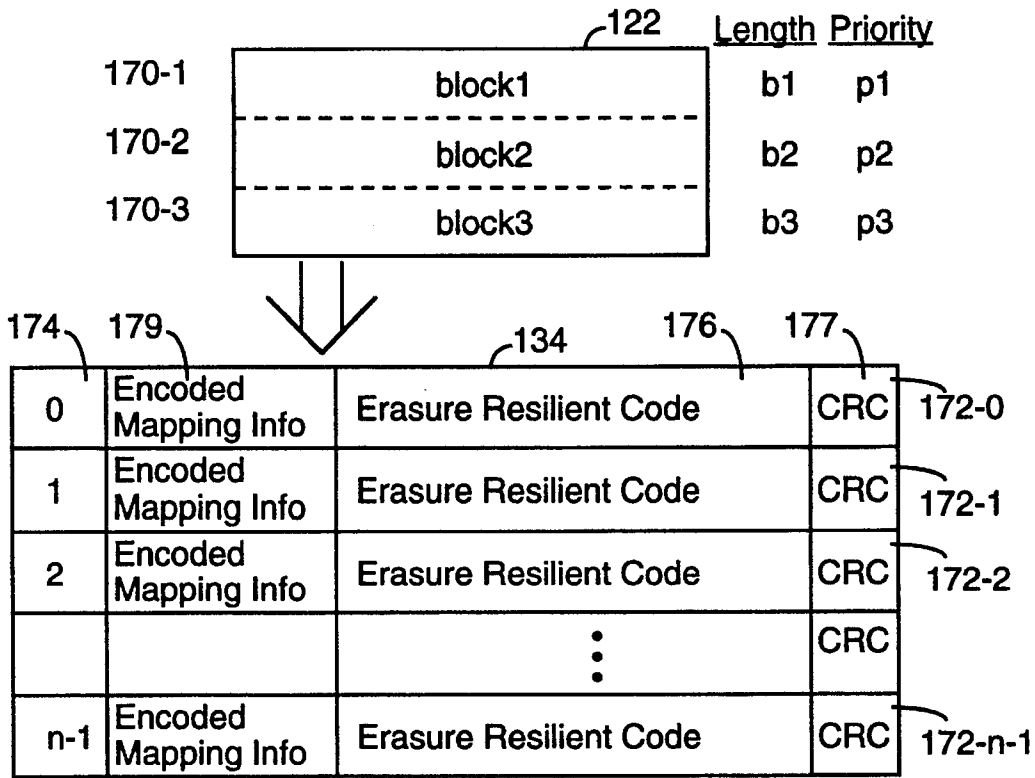 122 Length Priority
170-1 block1 b1 p1
170-2 block2 b2 p2
170-3 block3 b3 p3
174 179 134 176 177
0 Encoded Mapping Info Erasure Resilient Code CRC 172-0
1 Encoded Mapping Info Erasure Resilient Code CRC 172-1
2 Encoded Mapping Info Erasure Resilient Code CRC 172-2
CRC
n-1 Encoded Mapping Info Erasure Resilient Code CRC 172-n-1